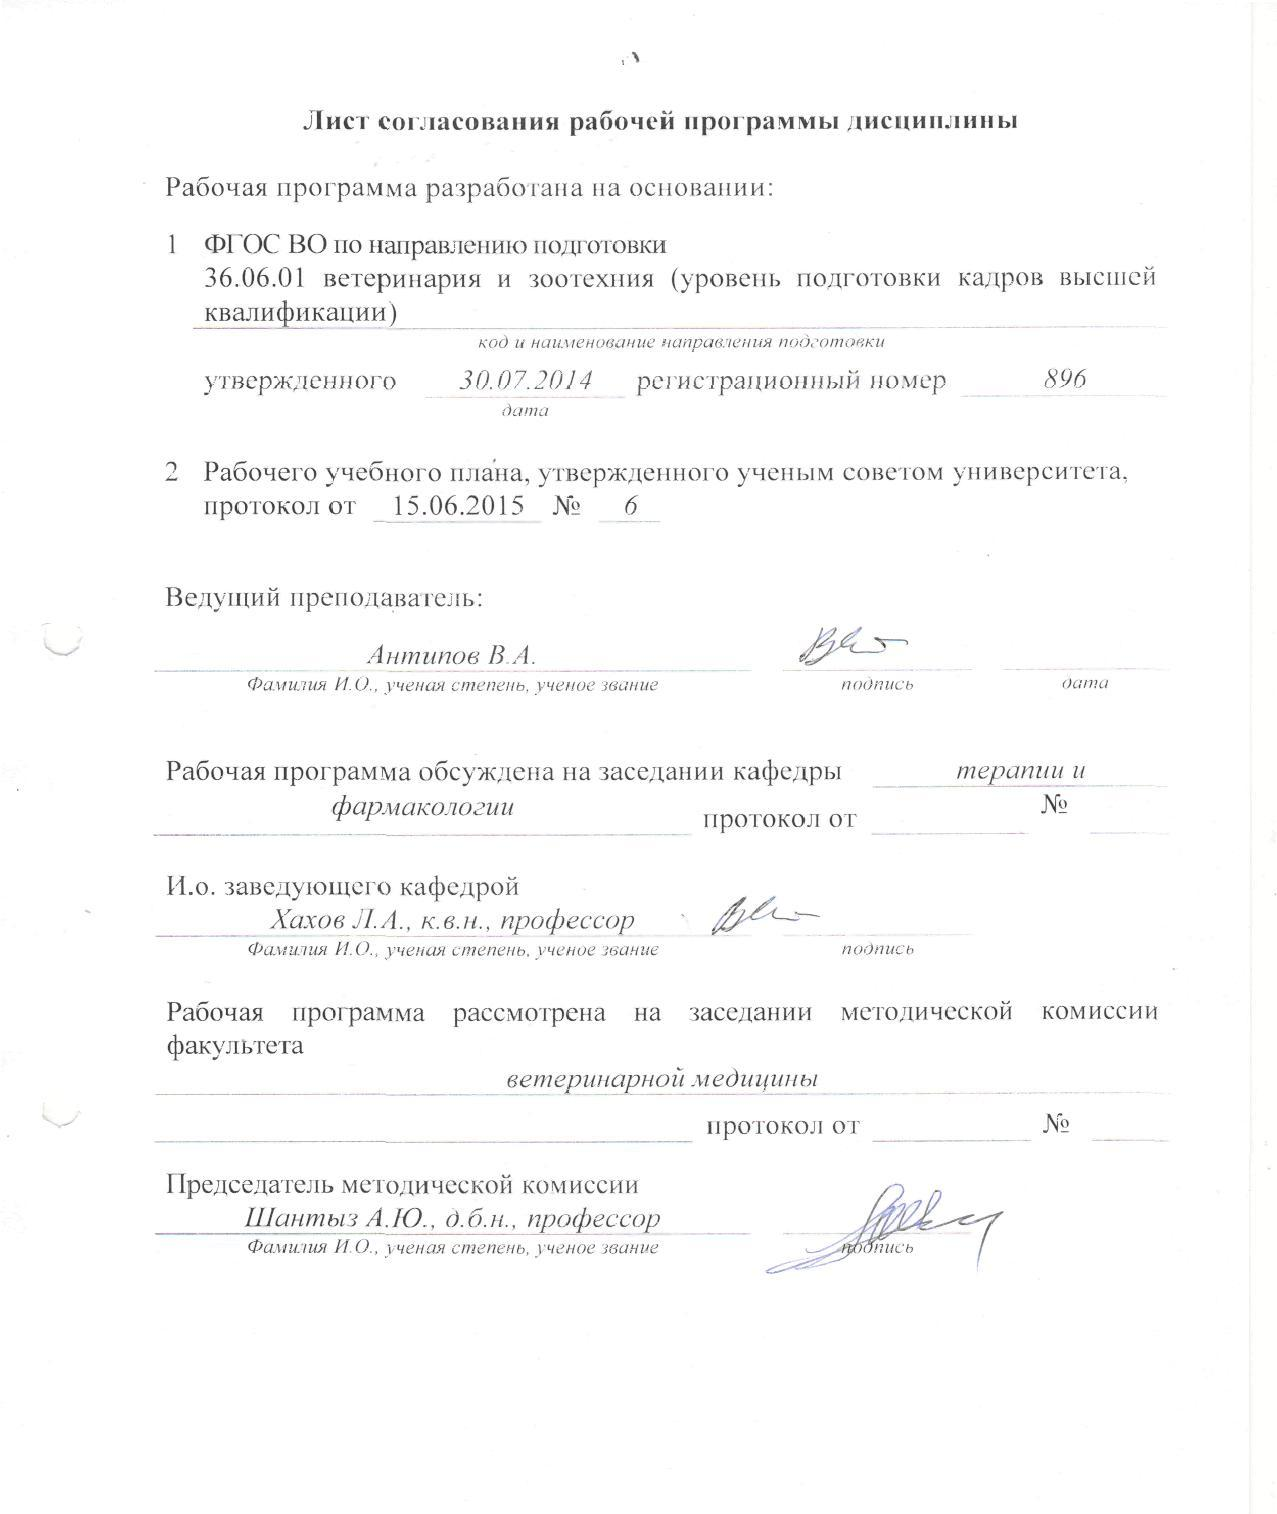 Лист согласования рабочей программы дисциплины
Рабочая программа разработана на основании:
1 ФГОС ВО по направлению подготовки
36.06.01 ветеринария и зоотехния (уровень подготовки кадров высшей
квалификации)
код и наименование направления подготовки
утвержденного 30.07.2014 регистрационный номер 896
дата
2 Рабочего учебного плана, утвержденного ученым советом университета,
протокол от 15.06.2015 № 6
Ведущий преподаватель:
Антипов В.А.
Фамилия И.О., ученая степень, ученое звание подпись дата
Рабочая программа обсуждена на заседании кафедры терапии и
фармакологии протокол от №
И.о. заведующего кафедрой
Хахов Л.А., к.в.н., профессор
Фамилия И.О., ученая степень, ученое звание подпись
Рабочая программа рассмотрена на заседании методической комиссии
факультета
ветеринарной медицины
протокол от №
Председатель методической комиссии
Шантыз А.Ю., д.б.н., профессор
Фамилия И.О., ученая степень, ученое звание подпись